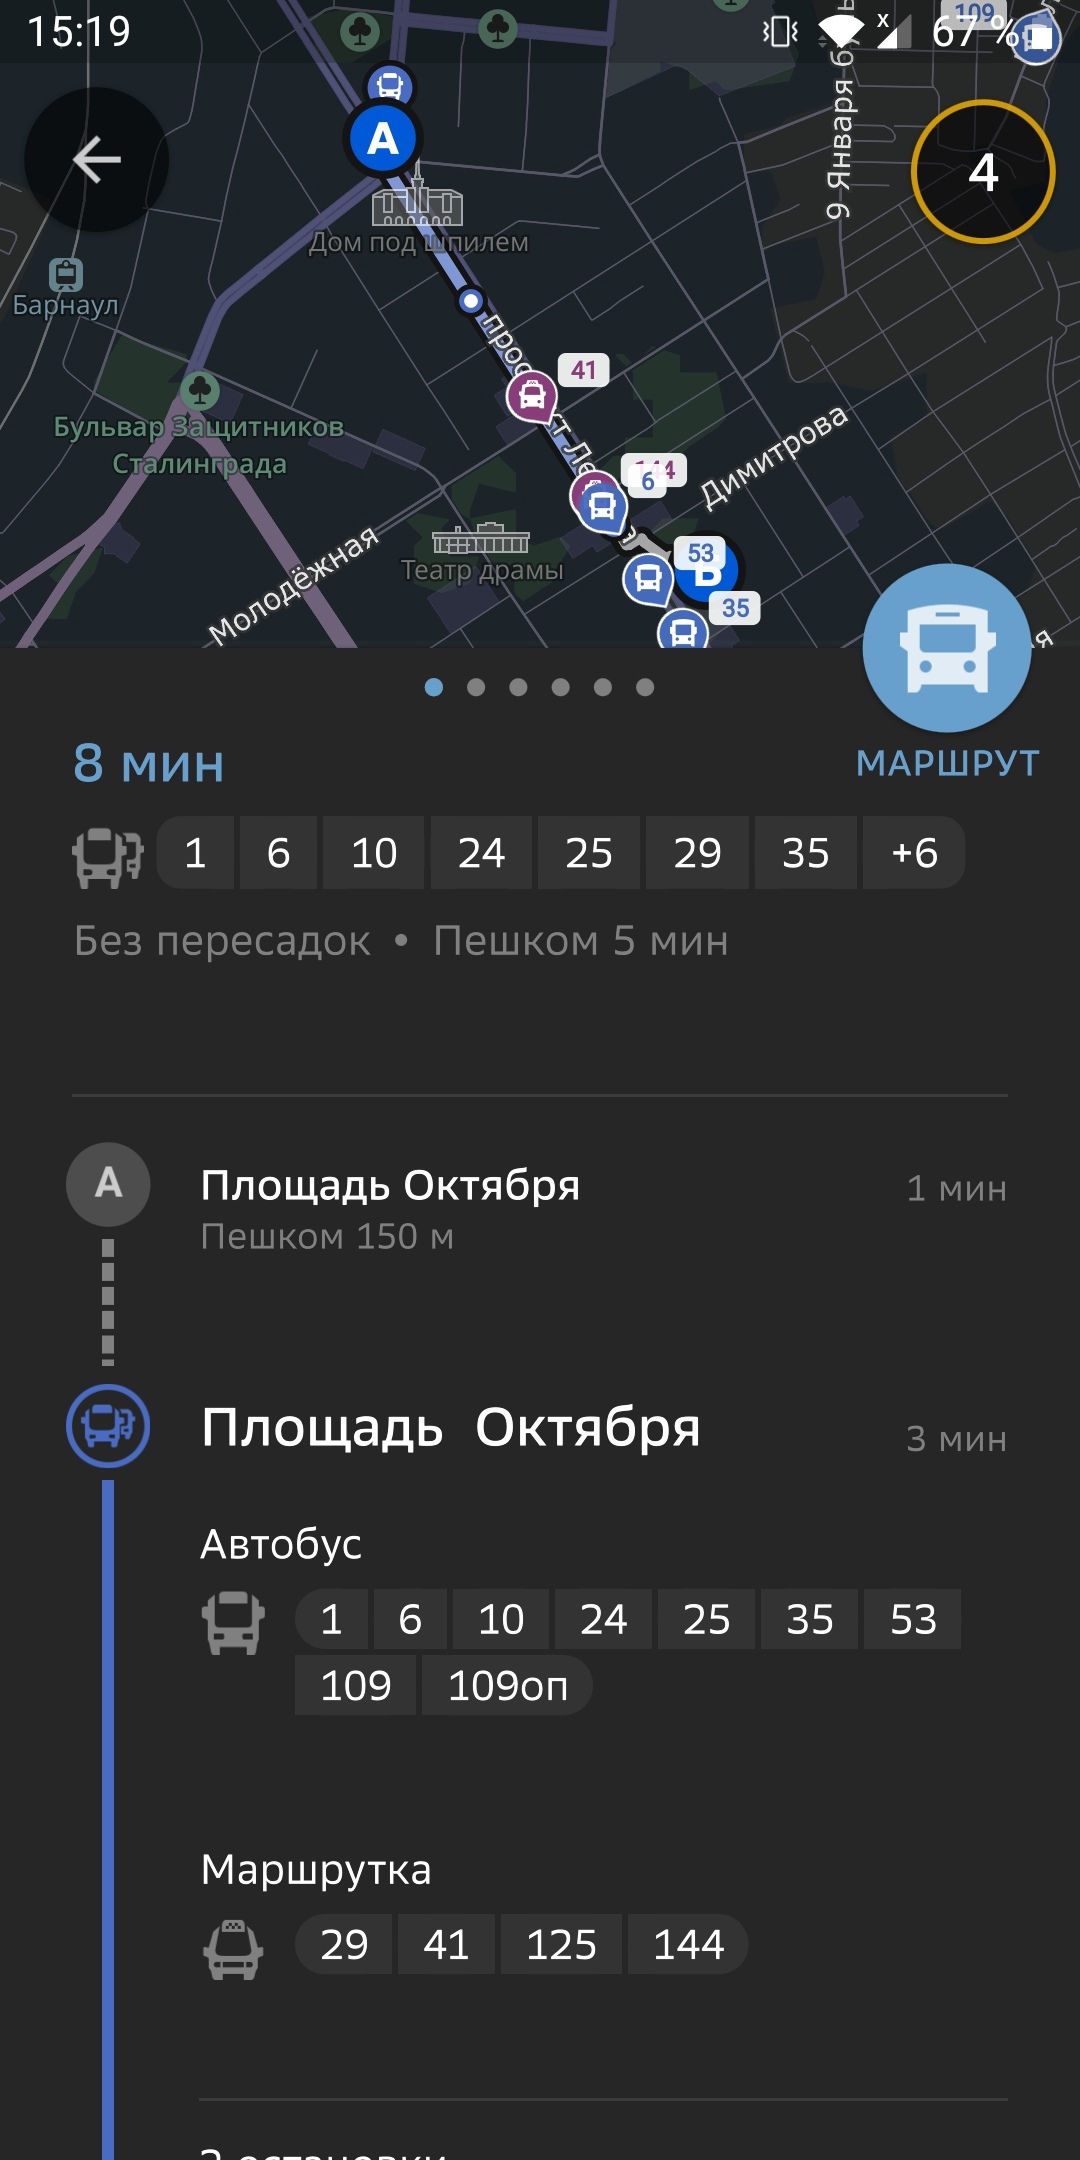 15:19
67 %
109
9 Января
4
A
Дом под шпилем
Барнаул
41
Бульвар Защитников
Сталинграда
144
6
Димитрова
Молодёжная
Театр драмы
53
B
35
8 мин
МАРШРУТ
1 6 10 24 25 29 35 +6
Без пересадок • Пешком 5 мин
A
Площадь Октября
1 мин
Пешком 150 м
Площадь Октября
3 мин
Автобус
1 6 10 24 25 35 53
109 109оп
Маршрутка
29 41 125 144